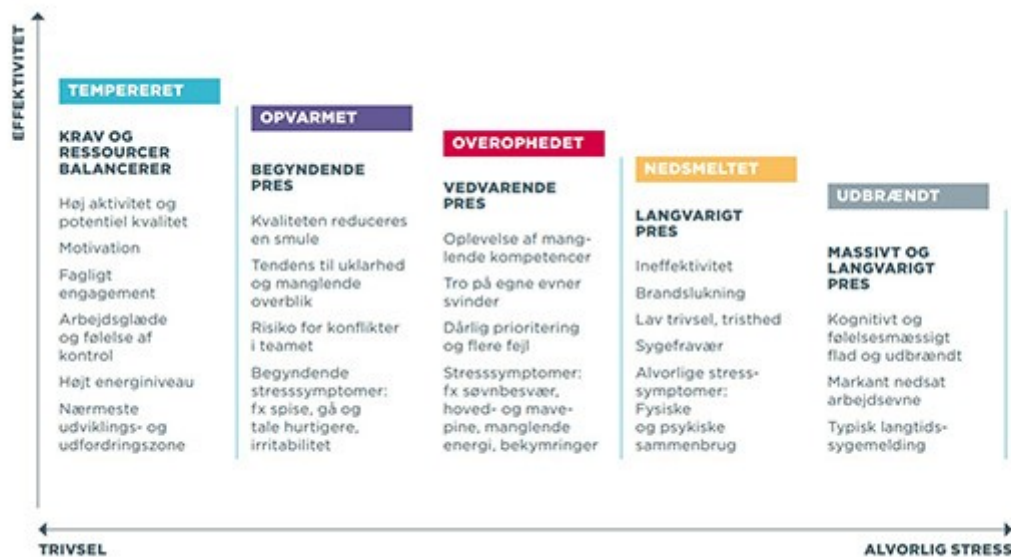 EFFEKTIVITET
TEMPERERET
KRAV OG
RESSOURCER
BALANCERER
Høj aktivitet og
potentiel kvalitet
Motivation
Fagligt
engagement
Arbejdsglæde
og følelse af
kontrol
Højt energiniveau
Nærmeste
udviklings- og
udfordringszone
OPVARMET
BEGYNDENDE
PRES
Kvaliteten reduceres
en smule
Tendens til uklarhed
og manglende
overblik
Risiko for konflikter
i teamet
Begyndende
stresssymptomer:
fx spise, gå og
tale hurtigere,
irritabilitet
OVEROPHEDET
VEDVARENDE
PRES
Oplevelse af mang-
lende kompetencer
Tro på egne evner
svinder
Dårlig prioritering
og flere fejl
Stresssymptomer:
fx søvnbesvær,
hoved- og mave-
pine, manglende
energi, bekymringer
NEDSMELTET
LANGVARIGT
PRES
Ineffektivitet
Brandslukning
Lav trivsel, tristhed
Sygefravær
Alvorlige stress-
symptomer:
Fysiske
og psykiske
sammenbrug
UDBRÆNDT
MASSIVT OG
LANGVARIGT
PRES
Kognitivt og
følelsesmæssigt
flad og udbrændt
Markant nedsat
arbejdsevne
Typisk langtids-
sygemelding
TRIVSEL
ALVORLIG STRESS